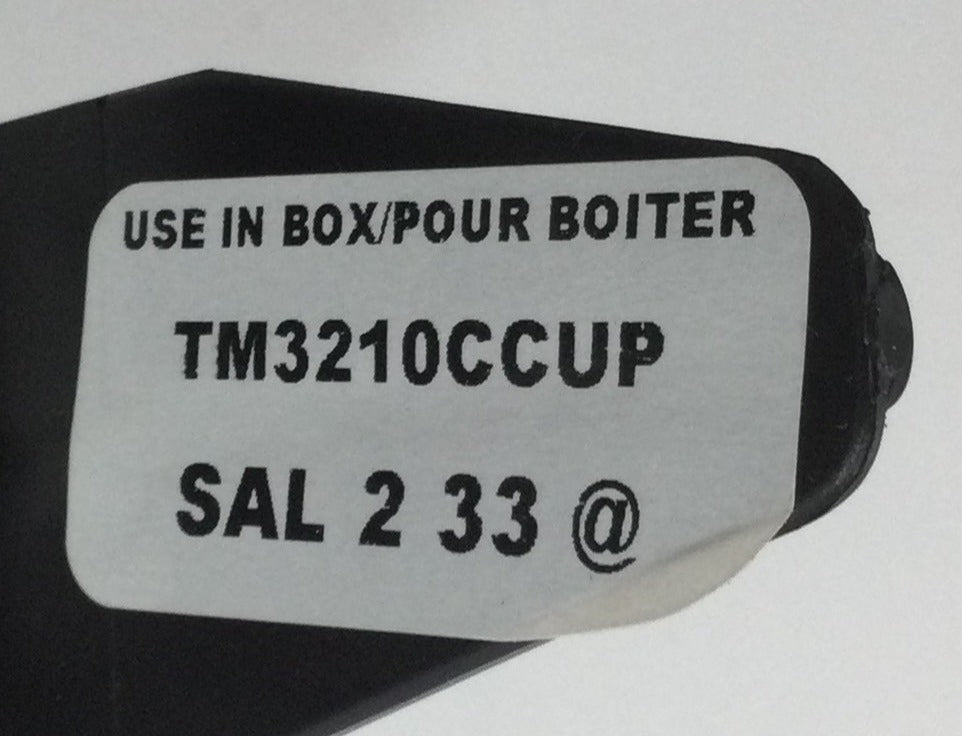 USE IN BOX/POUR BOITER
TM3210CCUP
SAL 2 33 @